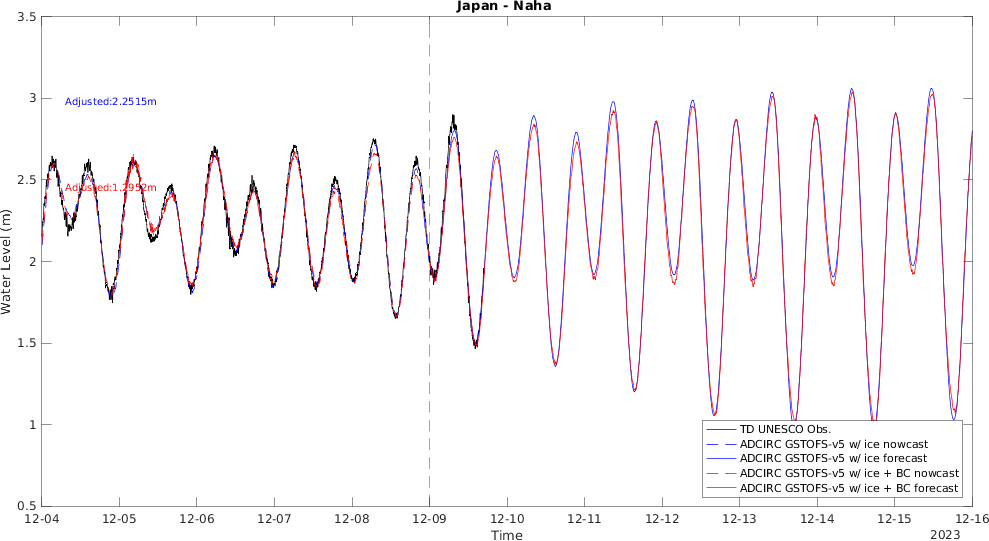 Japan - Naha
3.5
3
2.5
2
1.5
1
0.5
Water Level (m)
Adjusted:2.2515m
Adjusted:1.2952m
TD UNESCO Obs.
ADCIRC GSTOFS-v5 w/ ice nowcast
ADCIRC GSTOFS-v5 w/ ice forecast
ADCIRC GSTOFS-v5 w/ ice + BC nowcast
ADCIRC GSTOFS-v5 w/ ice + BC forecast
12-04 12-05 12-06 12-07 12-08 12-09 12-10 12-11 12-12 12-13 12-14 12-15 12-16
Time
2023